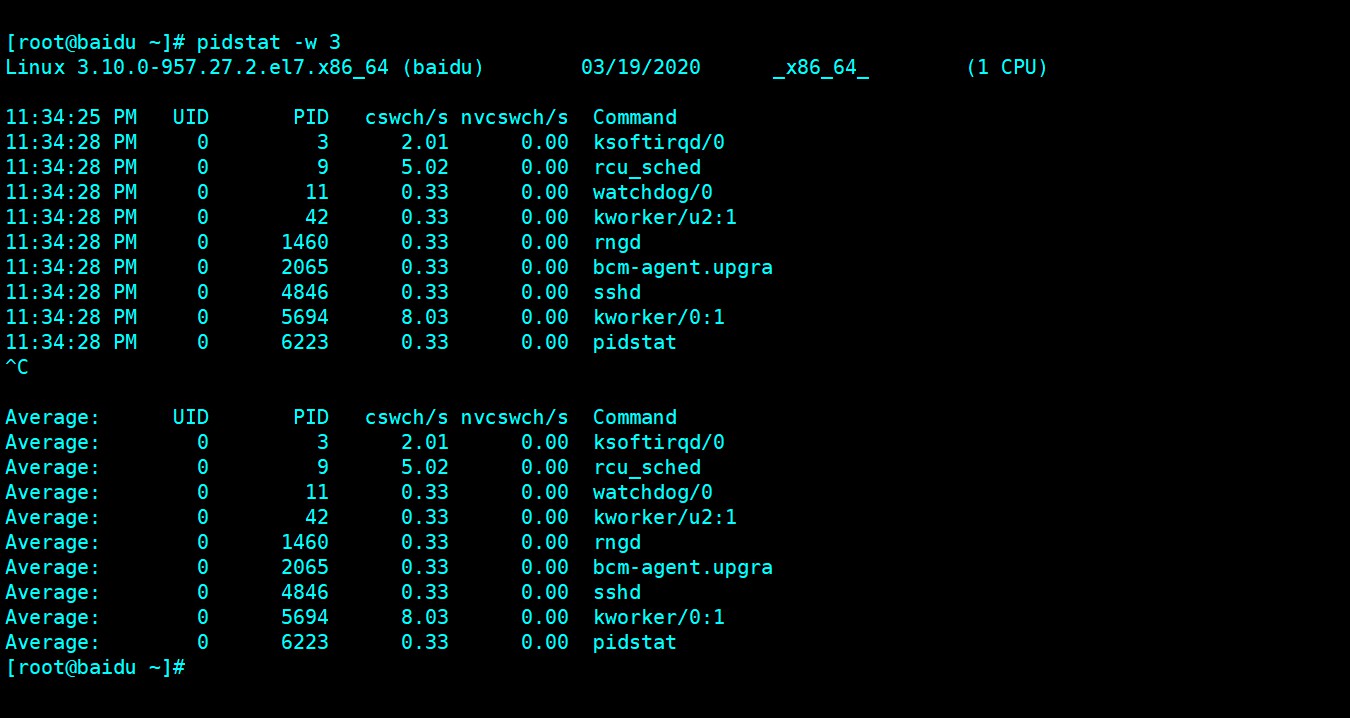 [root@baidu ~]# pidstat -w 3
Linux 3.10.0-957.27.2.el7.x86_64 (baidu)        03/19/2020      _x86_64_        (1 CPU)
11:34:25 PM   UID       PID   cswch/s nvcswch/s  Command
11:34:28 PM     0         3      2.01      0.00  ksoftirqd/0
11:34:28 PM     0         9      5.02      0.00  rcu_sched
11:34:28 PM     0        11      0.33      0.00  watchdog/0
11:34:28 PM     0        42      0.33      0.00  kworker/u2:1
11:34:28 PM     0      1460      0.33      0.00  rngd
11:34:28 PM     0      2065      0.33      0.00  bcm-agent.upgra
11:34:28 PM     0      4846      0.33      0.00  sshd
11:34:28 PM     0      5694      8.03      0.00  kworker/0:1
11:34:28 PM     0      6223      0.33      0.00  pidstat
^C
Average:      UID       PID   cswch/s nvcswch/s  Command
Average:        0         3      2.01      0.00  ksoftirqd/0
Average:        0         9      5.02      0.00  rcu_sched
Average:        0        11      0.33      0.00  watchdog/0
Average:        0        42      0.33      0.00  kworker/u2:1
Average:        0      1460      0.33      0.00  rngd
Average:        0      2065      0.33      0.00  bcm-agent.upgra
Average:        0      4846      0.33      0.00  sshd
Average:        0      5694      8.03      0.00  kworker/0:1
Average:        0      6223      0.33      0.00  pidstat
[root@baidu ~]#